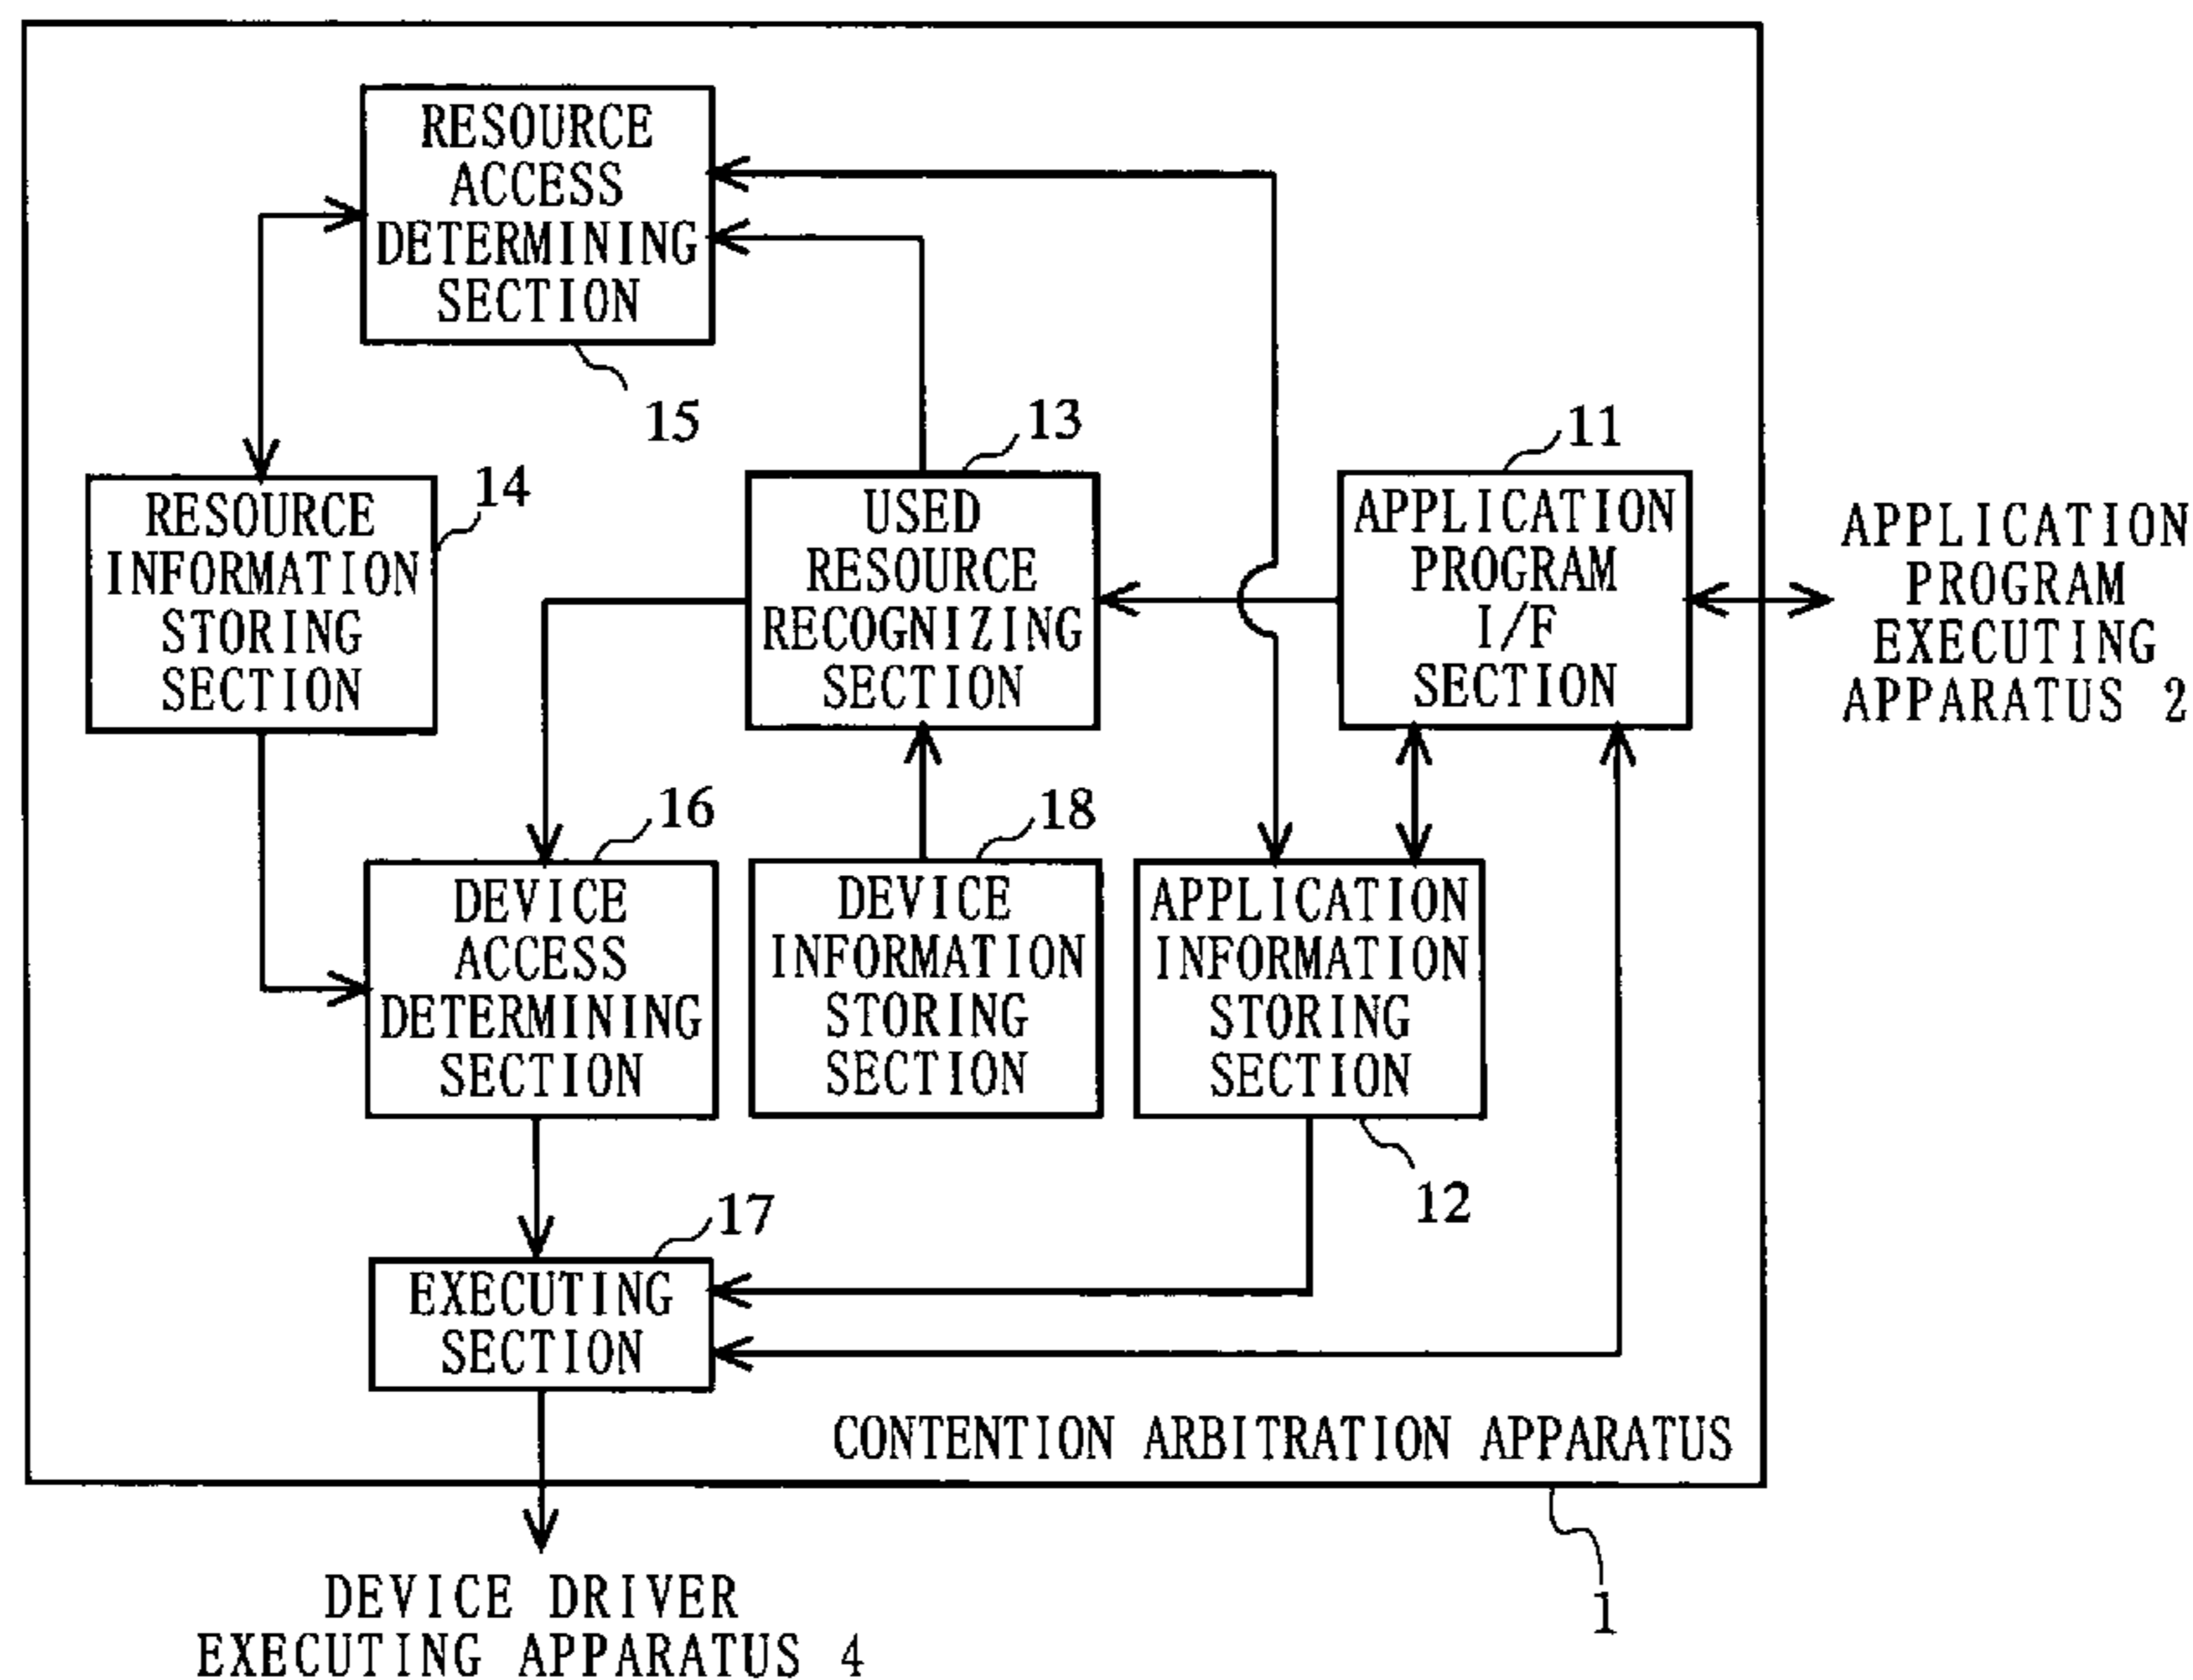 RESOURCE
ACCESS
DETERMINING
SECTION
15
13
11
14
RESOURCE
INFORMATION
STORING
SECTION
USED
RESOURCE
RECOGNIZING
SECTION
APPLICATION
PROGRAM
I/F
SECTION
APPLICATION
PROGRAM
EXECUTING
APPARATUS 2
16
18
DEVICE
ACCESS
DETERMINING
SECTION
DEVICE
INFORMATION
STORING
SECTION
APPLICATION
INFORMATION
STORING
SECTION
12
17
EXECUTING
SECTION
CONTENTION ARBITRATION APPARATUS
1
DEVICE DRIVER
EXECUTING APPARATUS 4